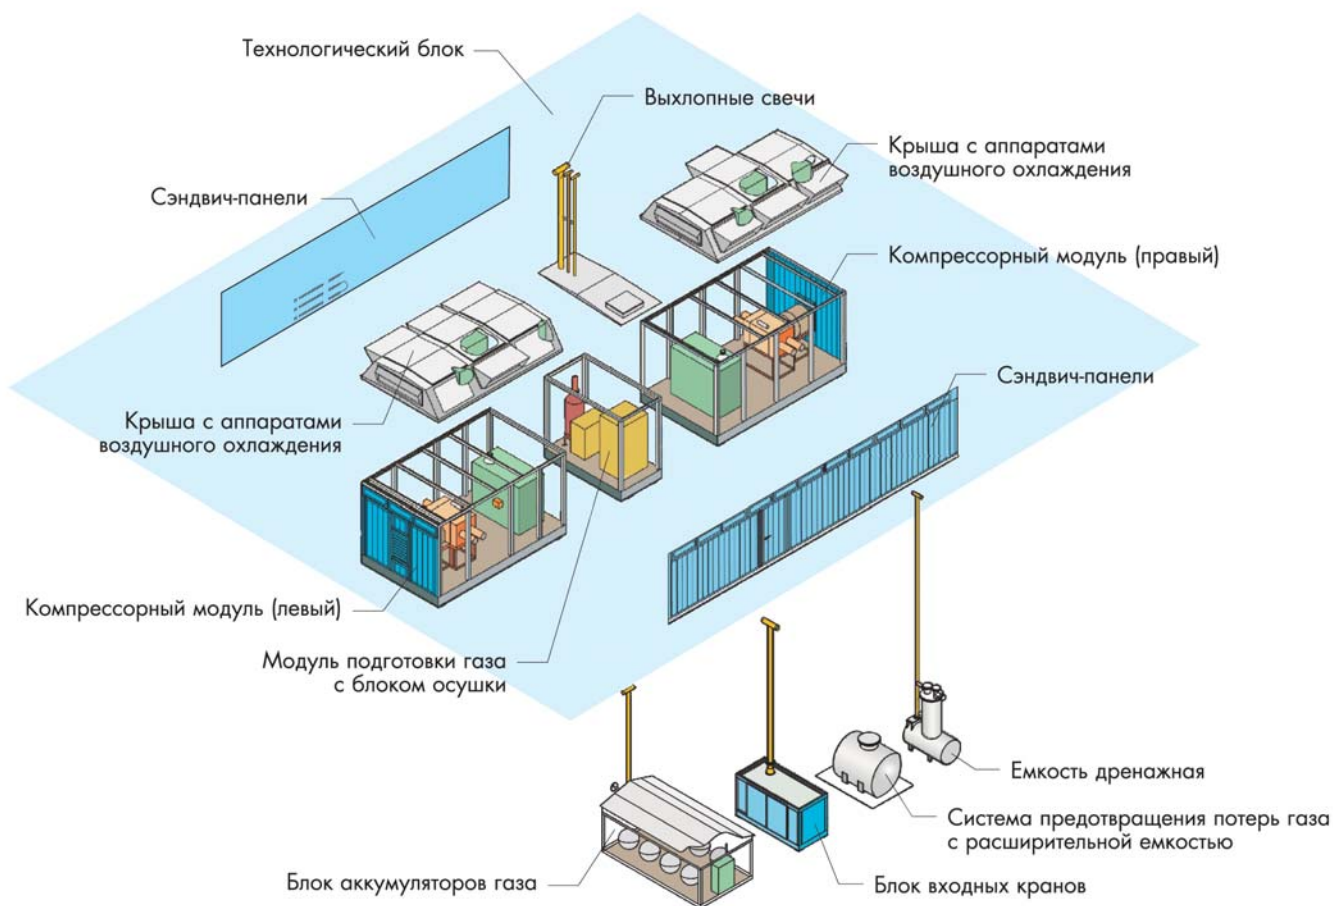 Технологический блок
Выхлопные свечи
Крыша с аппаратами
воздушного охлаждения
Сэндвич-панели
Компрессорный модуль (правый)
Сэндвич-панели
Крыша с аппаратами
воздушного охлаждения
Компрессорный модуль (левый)
Модуль подготовки газа
с блоком осушки
Емкость дренажная
Система предотвращения потерь газа
с расширительной емкостью
Блок аккумуляторов газа
Блок входных кранов